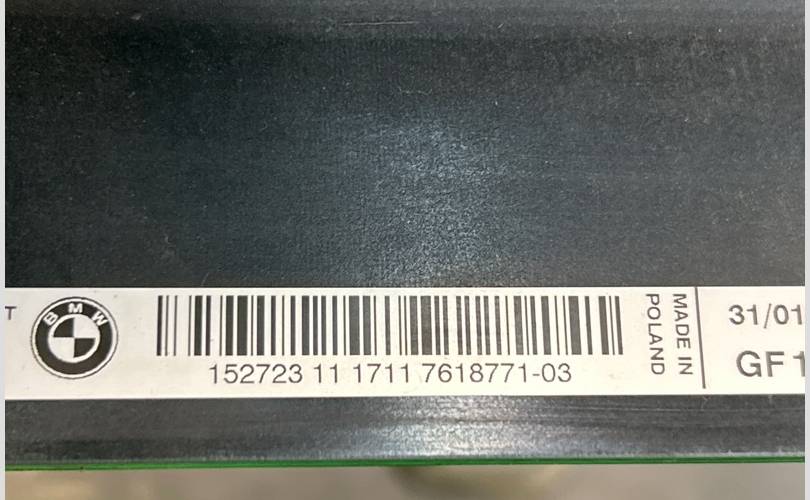 T
BMW
152723 11 1711 7618771-03
MADE IN
POLAND
31/01
GF1